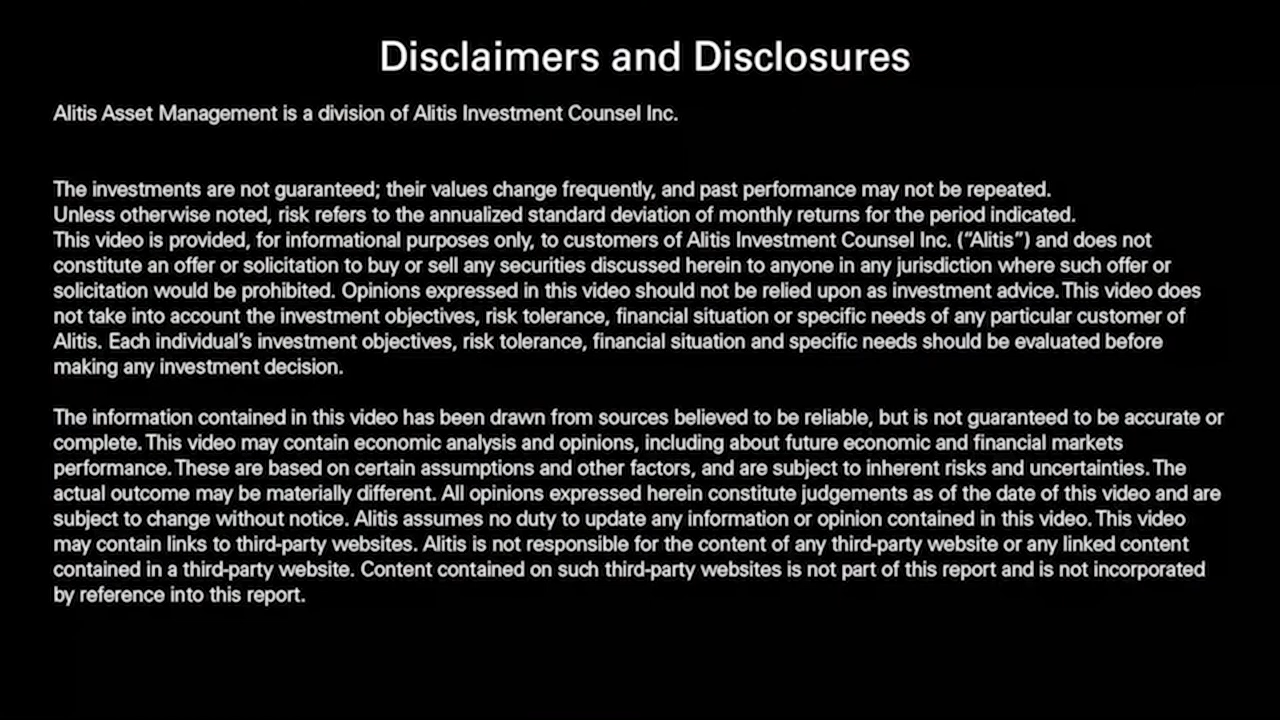 Disclaimers and Disclosures
Alitis Asset Management is a division of Alitis Investment Counsel Inc.
The investments are not guaranteed; their values change frequently, and past performance may not be repeated.
Unless otherwise noted, risk refers to the annualized standard deviation of monthly returns for the period indicated.
This video is provided, for informational purposes only, to customers of Alitis Investment Counsel Inc. (“Alitis”) and does not
constitute an offer or solicitation to buy or sell any securities discussed herein to anyone in any jurisdiction where such offer or
solicitation would be prohibited. Opinions expressed in this video should not be relied upon as investment advice. This video does
not take into account the investment objectives, risk tolerance, financial situation or specific needs of any particular customer of
Alitis. Each individual’s investment objectives, risk tolerance, financial situation and specific needs should be evaluated before
making any investment decision.
The information contained in this video has been drawn from sources believed to be reliable, but is not guaranteed to be accurate or
complete. This video may contain economic analysis and opinions, including about future economic and financial markets
performance. These are based on certain assumptions and other factors, and are subject to inherent risks and uncertainties. The
actual outcome may be materially different. All opinions expressed herein constitute judgements as of the date of this video and are
subject to change without notice. Alitis assumes no duty to update any information or opinion contained in this video. This video
may contain links to third-party websites. Alitis is not responsible for the content of any third-party website or any linked content
contained in a third-party website. Content contained on such third-party websites is not part of this report and is not incorporated
by reference into this report.